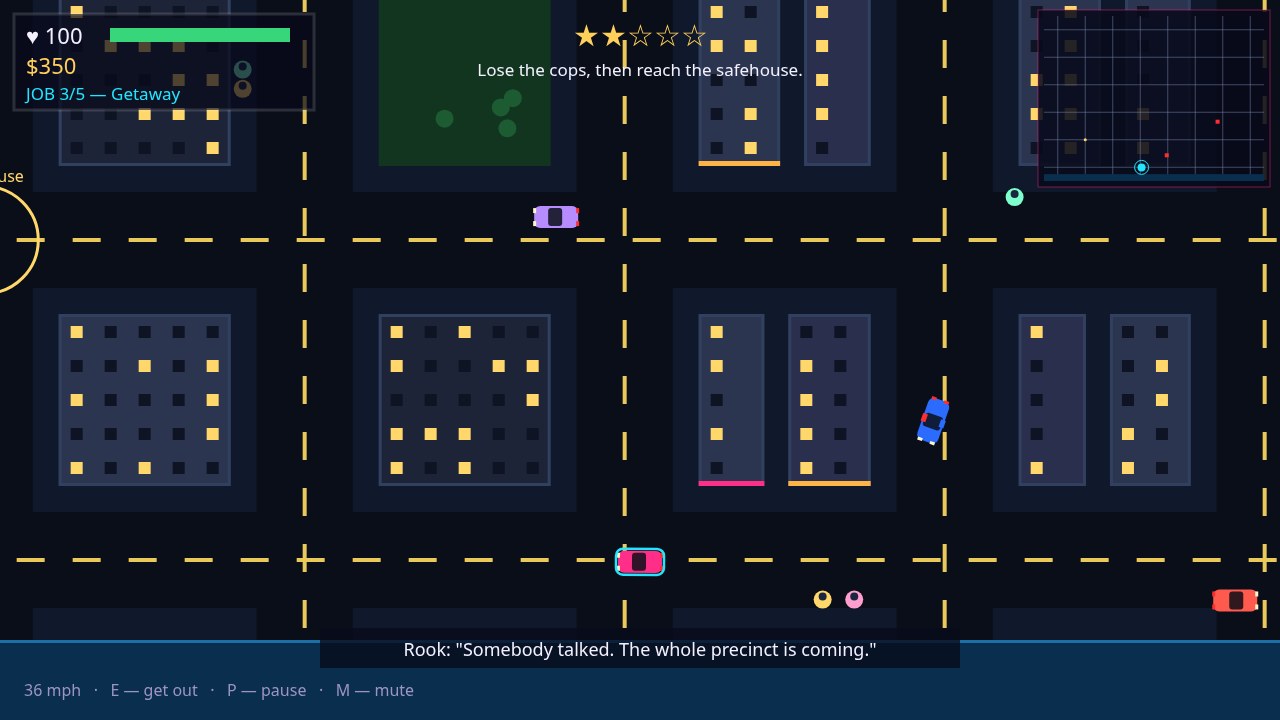 ♥ 100
$350
JOB 3/5 — Getaway
★★☆☆☆
Lose the cops, then reach the safehouse.
use
Rook: "Somebody talked. The whole precinct is coming."
36 mph · E — get out · P — pause · M — mute